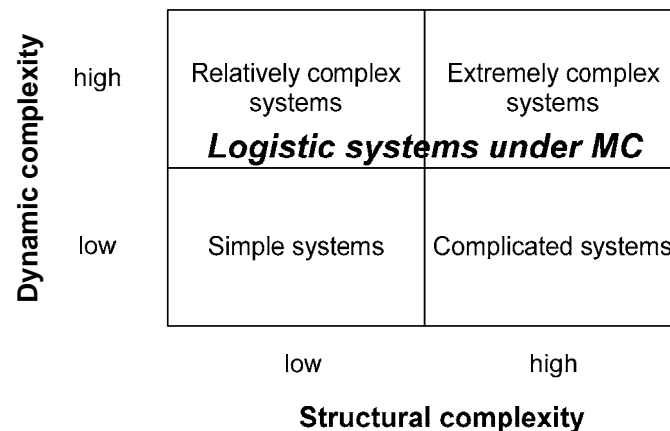 Dynamic complexity
high
Relatively complex
systems
Extremely complex
systems
Logistic systems under MC
low
Simple systems
Complicated systems
low
high
Structural complexity